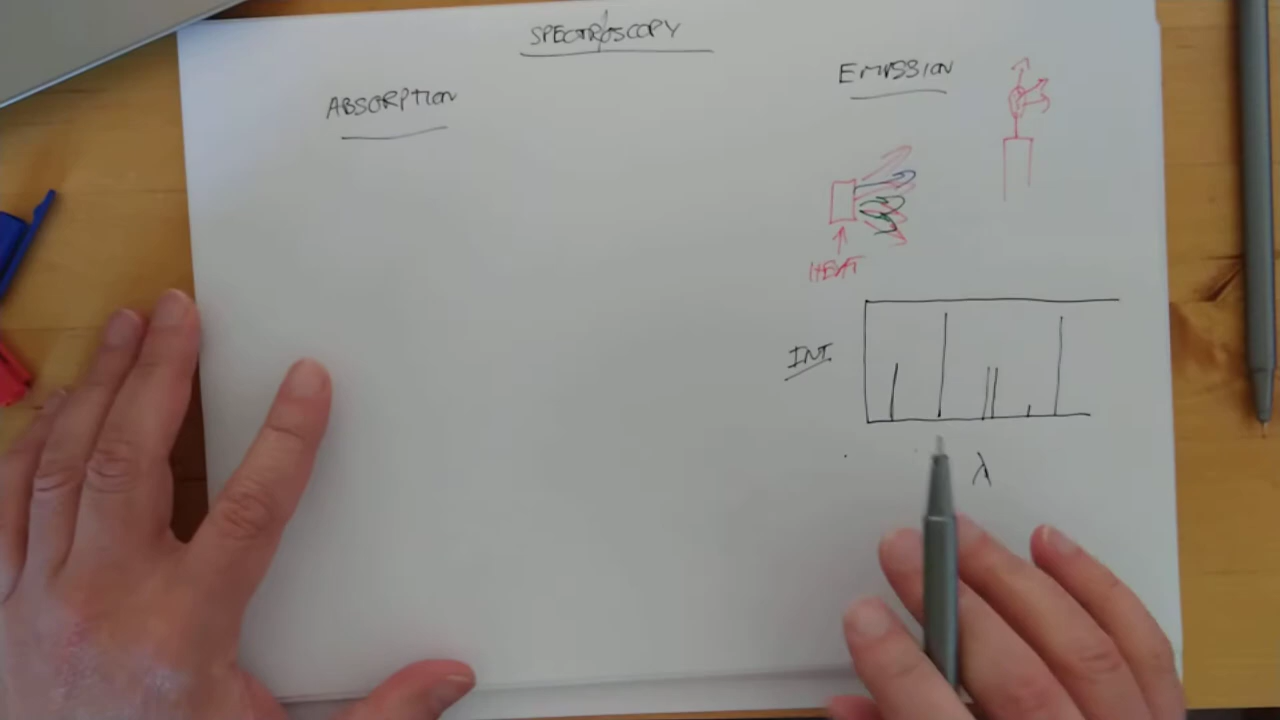 SPECTROSCOPY
ABSORPTION
EMISSION
HEAT
INT.
λ